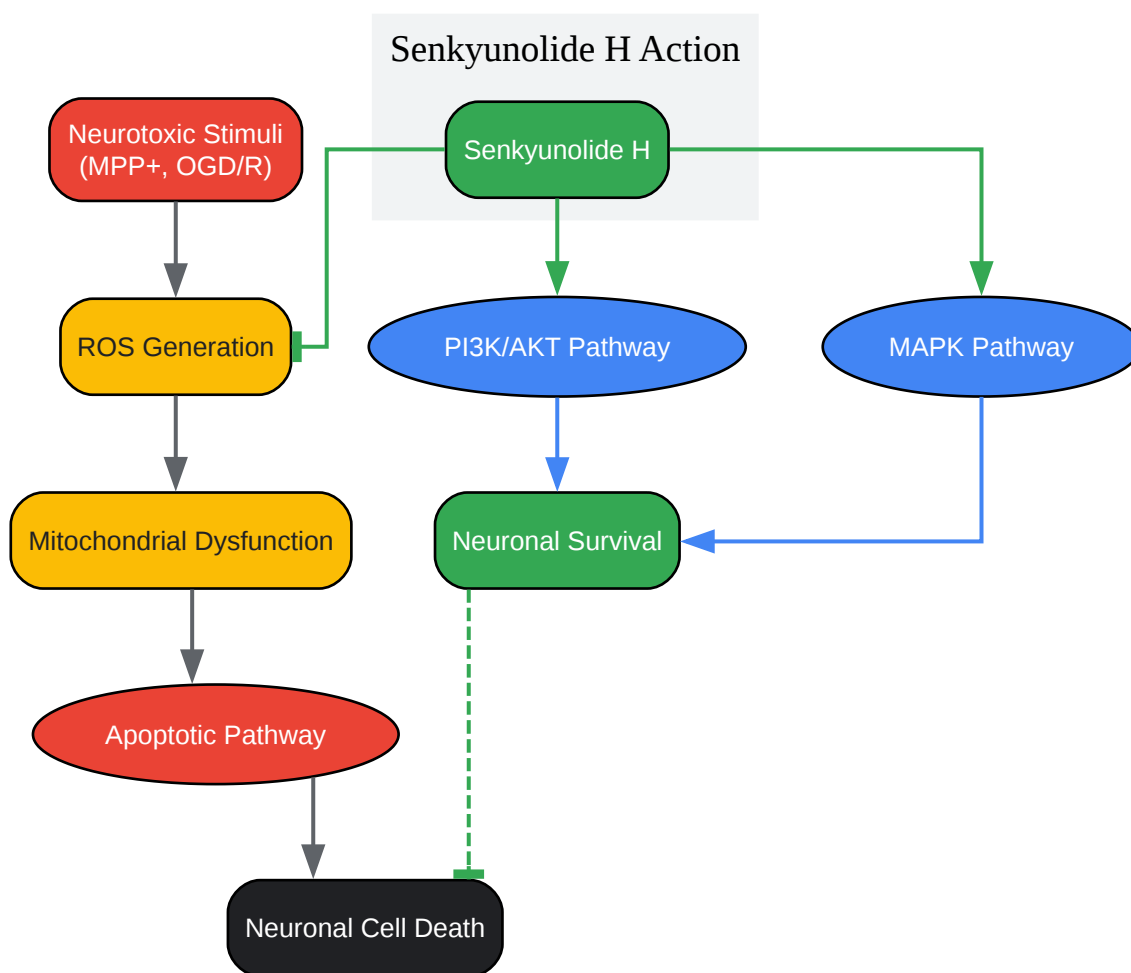 Senkyunolide H Action
Neurotoxic Stimuli
(MPP+, OGD/R)
Senkyunolide H
ROS Generation
PI3K/AKT Pathway
MAPK Pathway
Mitochondrial Dysfunction
Neuronal Survival
Apoptotic Pathway
Neuronal Cell Death